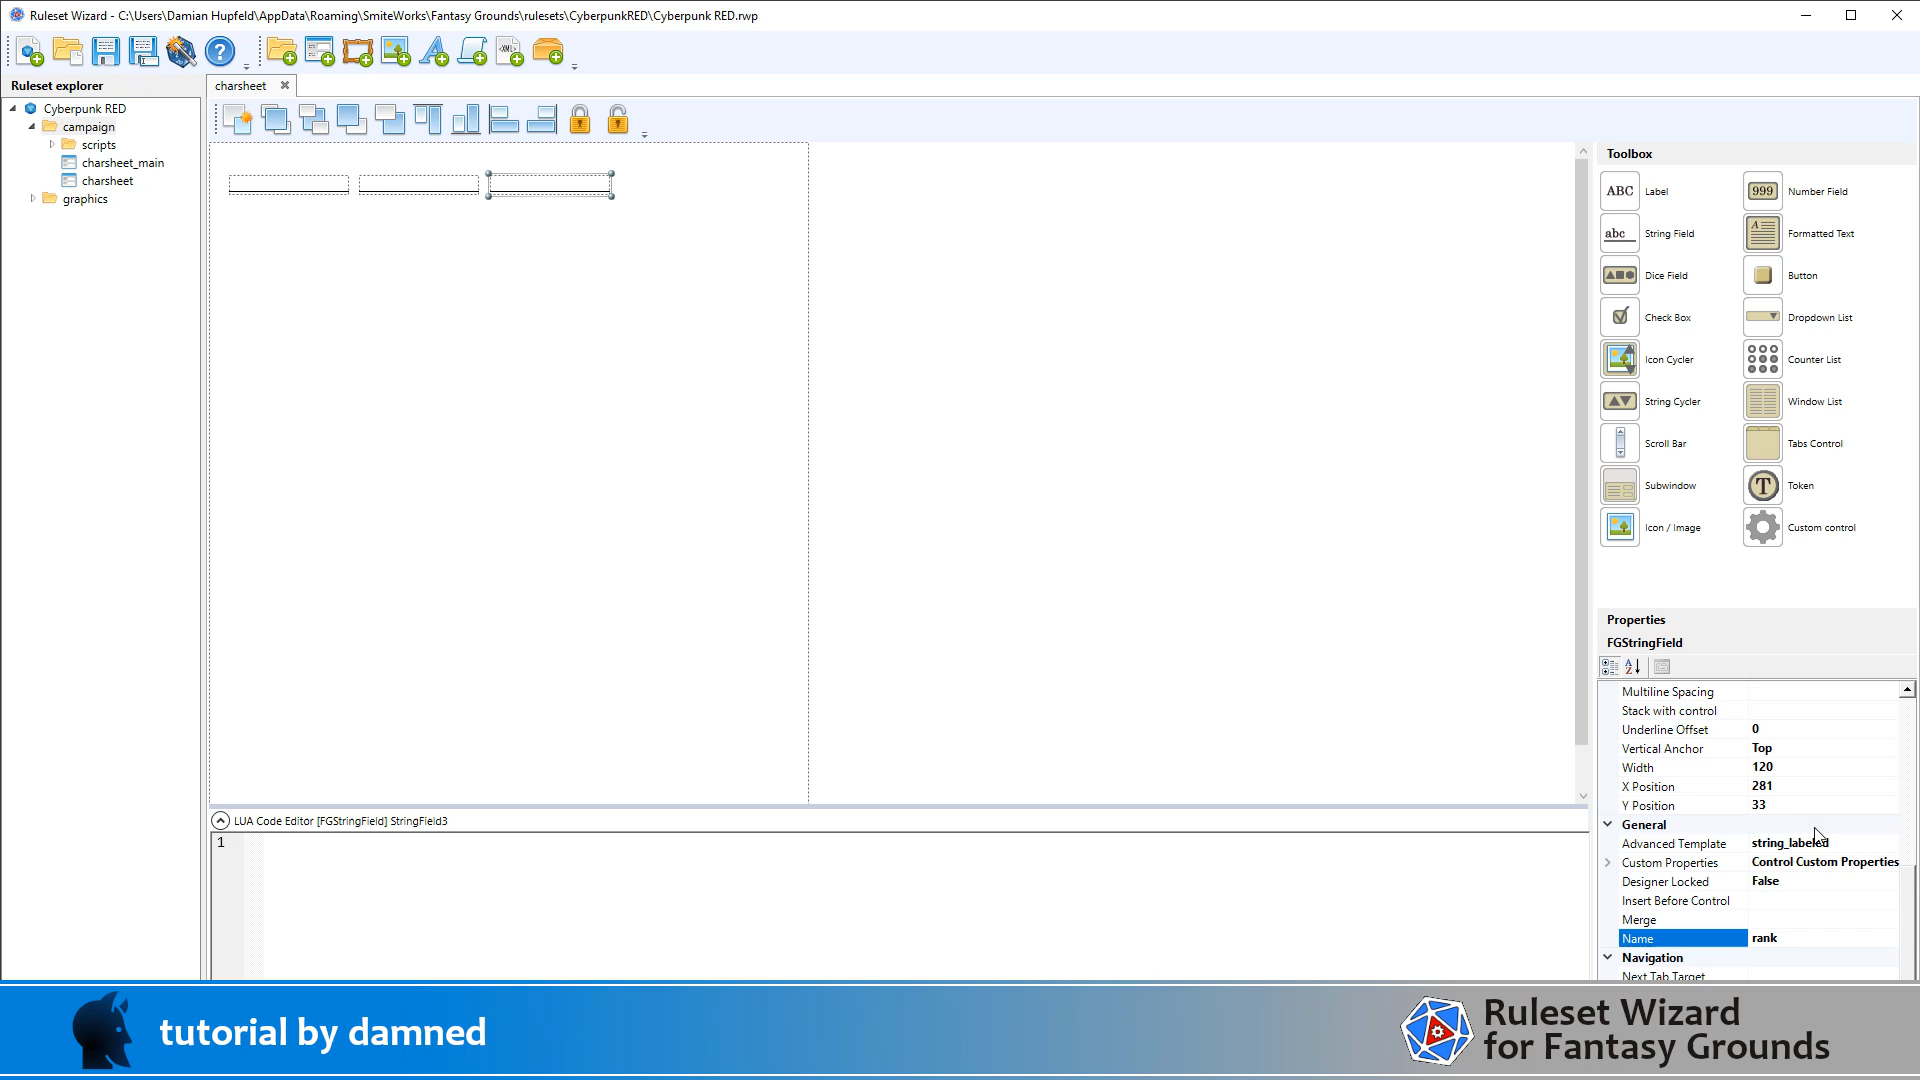 Ruleset Wizard - C:\Users\Damian Hupfeld\AppData\Roaming\SmiteWorks\Fantasy Grounds\rulesets\CyberpunkRED\Cyberpunk RED.rwp
Ruleset explorer
charsheet
Cyberpunk RED
campaign
scripts
charsheet_main
charsheet
graphics
Toolbox
ABC Label
999 Number Field
abc String Field
A Formatted Text
Dice Field
Button
Check Box
Dropdown List
Icon Cycler
Counter List
String Cycler
Window List
Scroll Bar
Tabs Control
Subwindow
T Token
Icon / Image
Custom control
Properties
FGStringField
Multiline Spacing
Stack with control
Underline Offset 0
Vertical Anchor Top
Width 120
X Position 281
Y Position 33
General
Advanced Template string_labeled
Custom Properties Control Custom Properties
Designer Locked False
Insert Before Control
Merge
Name rank
Navigation
Next Tab Target
LUA Code Editor [FGStringField] StringField3
1
tutorial by damned
Ruleset Wizard
for Fantasy Grounds